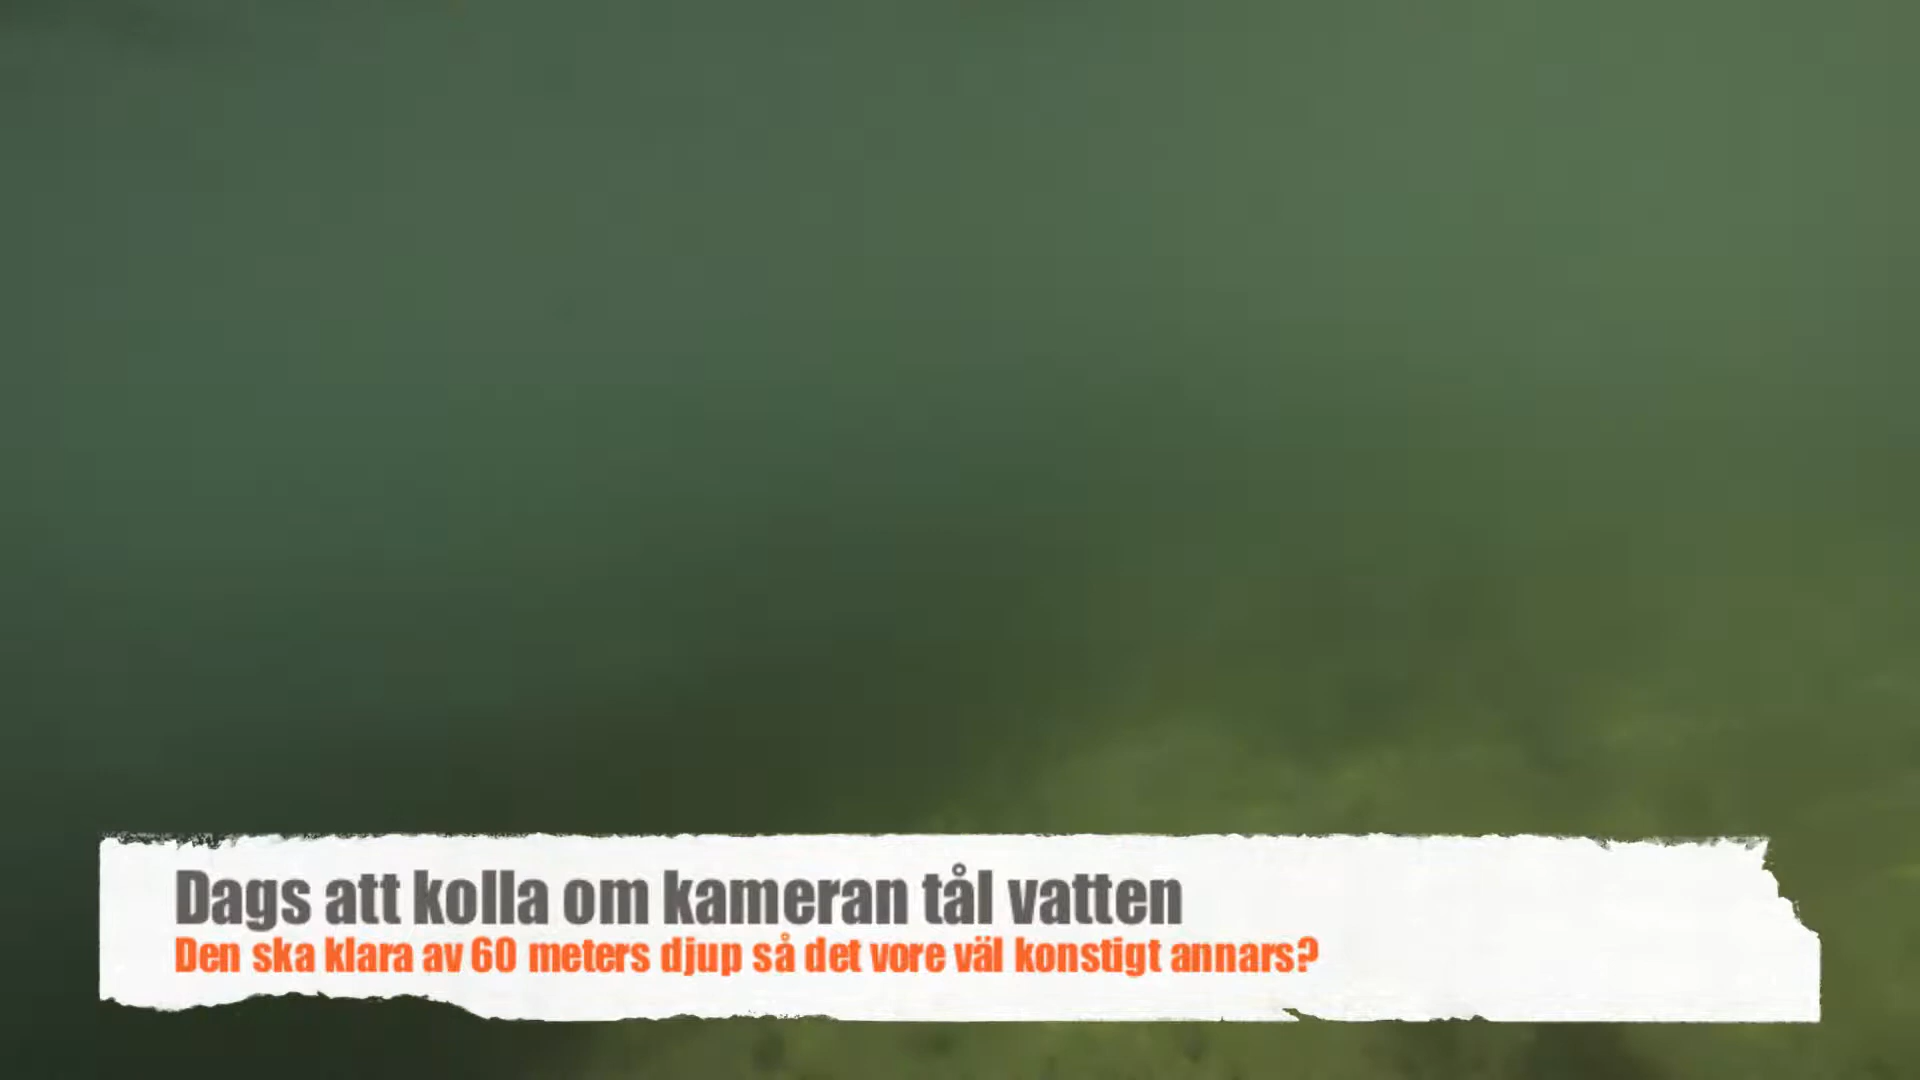 Dags att kolla om kameran tål vatten
Den ska klara av 60 meters djup så det vore väl konstigt annars?